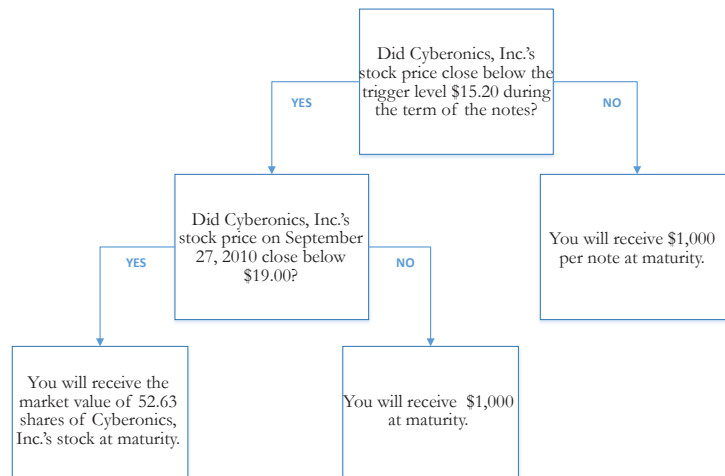 Did Cyberonics, Inc.'s
stock price close below the
trigger level $15.20 during
the term of the notes?
YES
NO
Did Cyberonics, Inc.'s
stock price on September
27, 2010 close below
$19.00?
You will receive $1,000
per note at maturity.
YES
NO
You will receive the
market value of 52.63
shares of Cyberonics,
Inc.'s stock at maturity.
You will receive $1,000
at maturity.